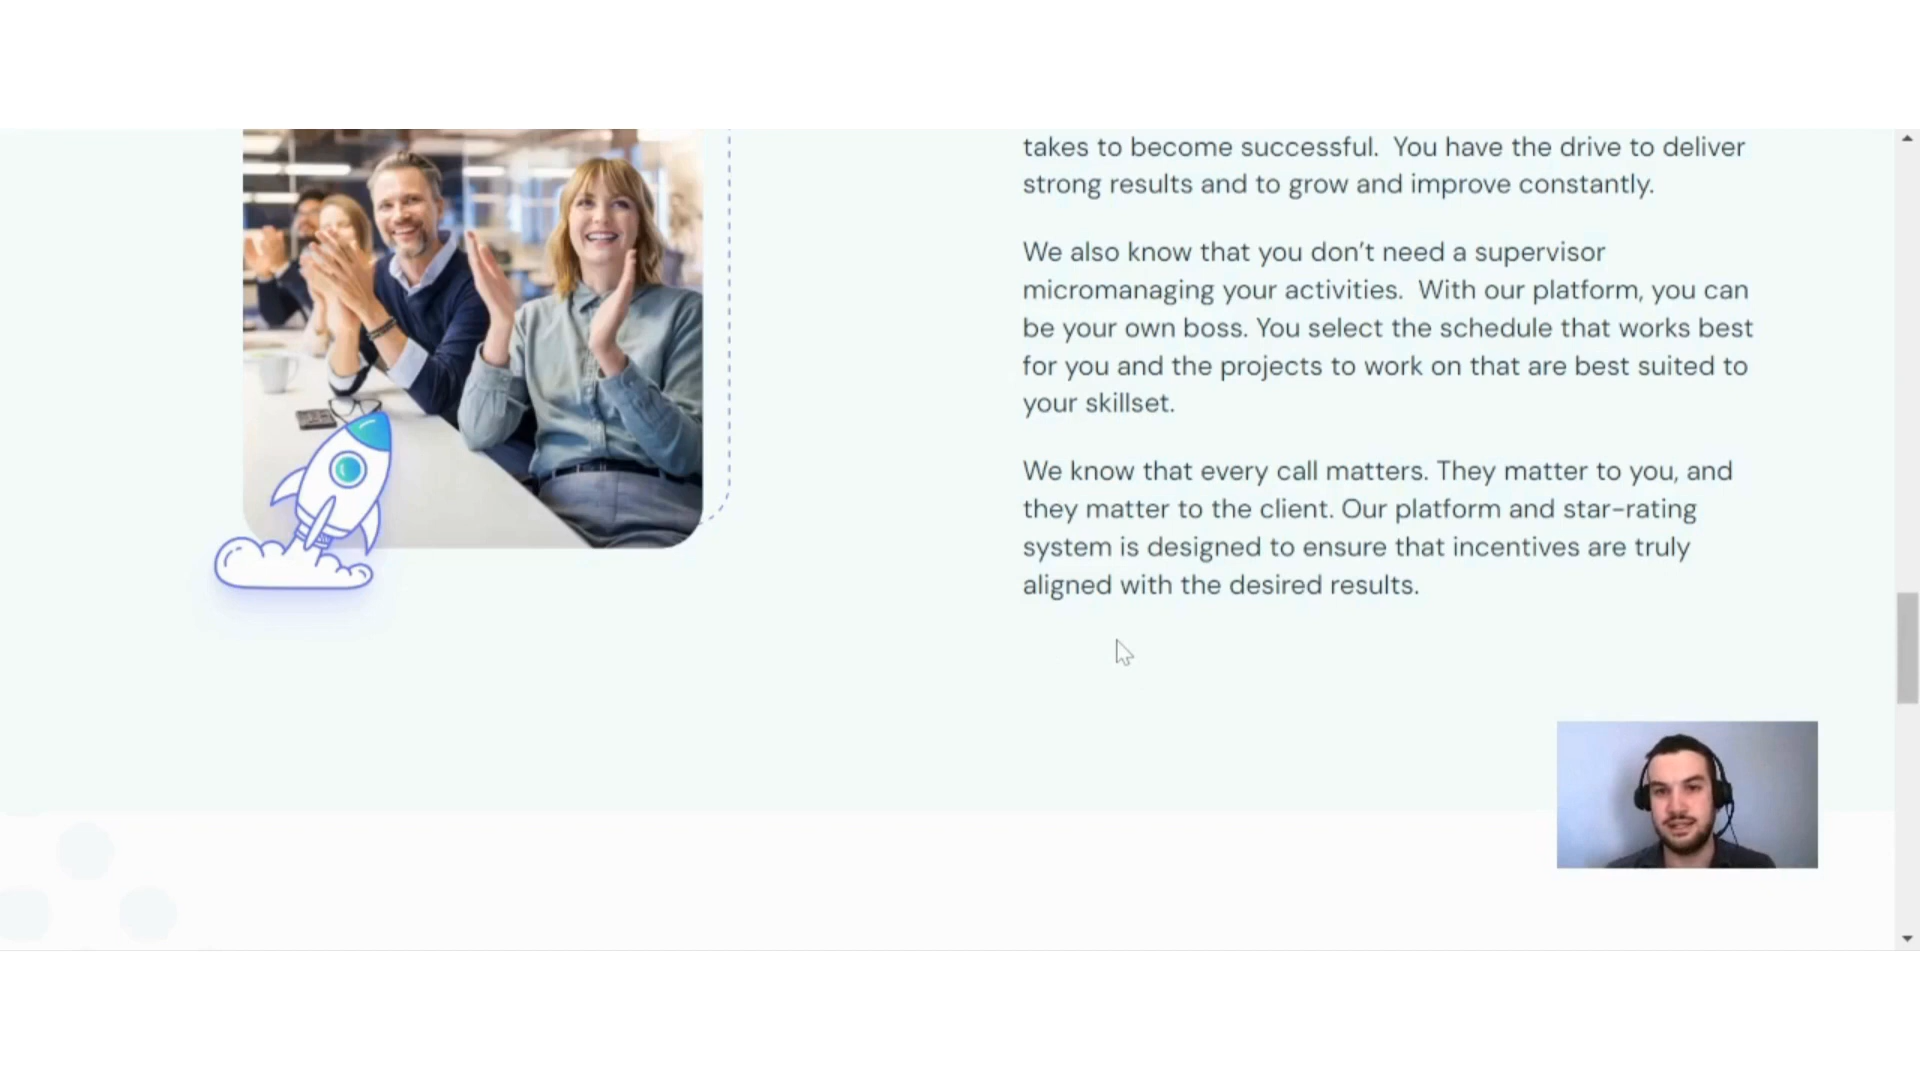 takes to become successful.  You have the drive to deliver
strong results and to grow and improve constantly.
We also know that you don’t need a supervisor
micromanaging your activities.  With our platform, you can
be your own boss. You select the schedule that works best
for you and the projects to work on that are best suited to
your skillset.
We know that every call matters. They matter to you, and
they matter to the client. Our platform and star-rating
system is designed to ensure that incentives are truly
aligned with the desired results.